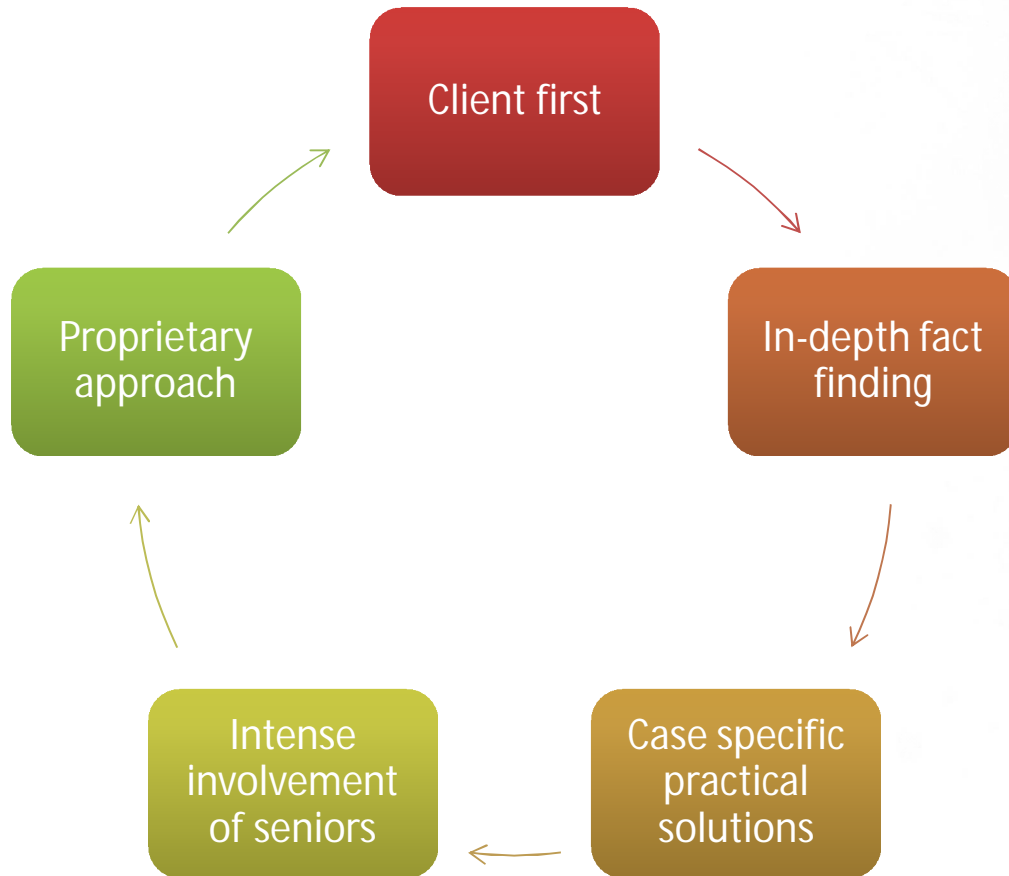 Client first
In-depth fact
finding
Case specific
practical
solutions
Intense
involvement
of seniors
Proprietary
approach